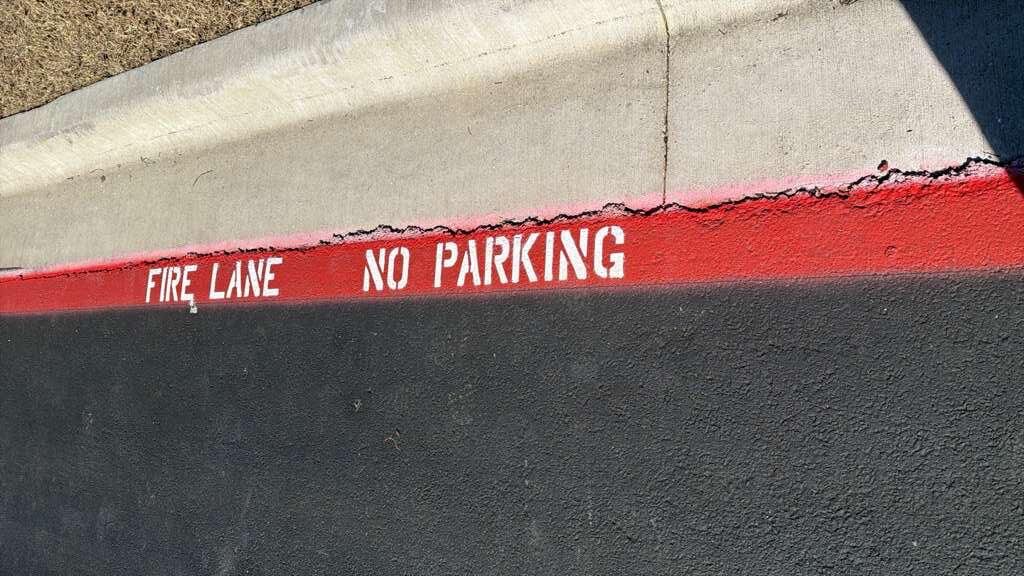 FIRE LANE NO PARKING